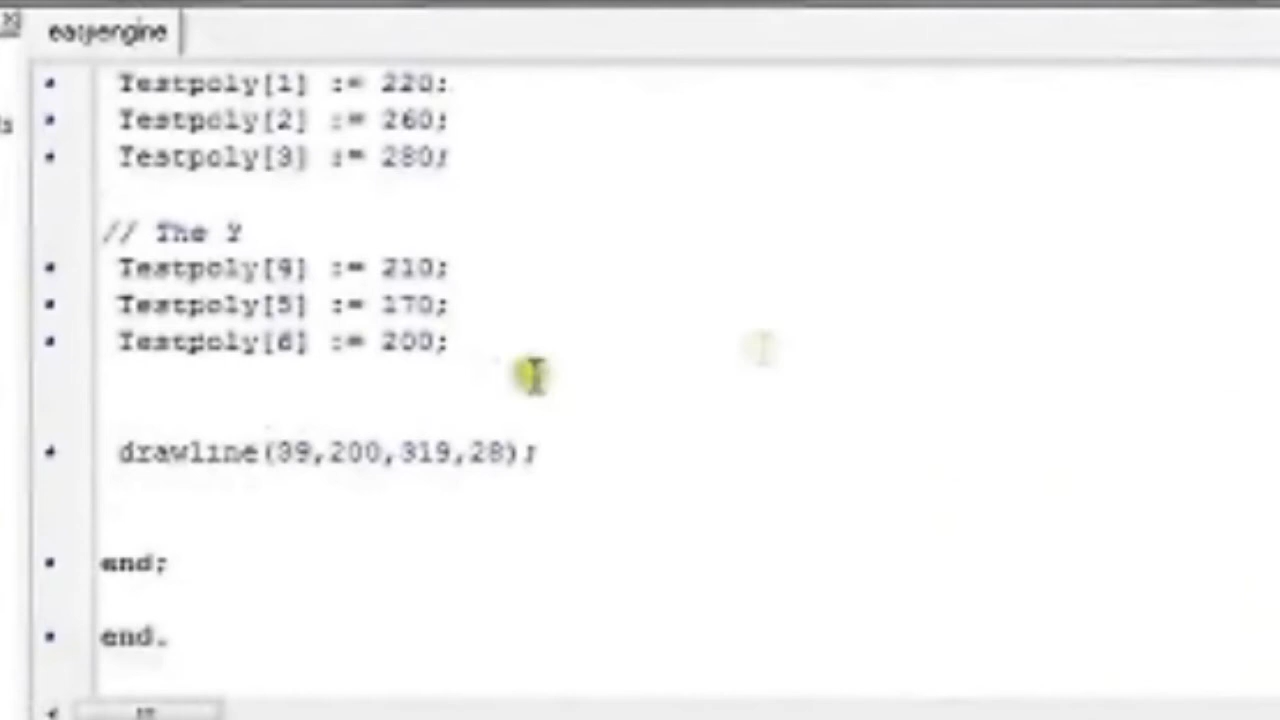 easyengine
Testpoly[1] := 220;
Testpoly[2] := 260;
Testpoly[3] := 280;
// The Y
Testpoly[4] := 210;
Testpoly[5] := 170;
Testpoly[6] := 200;
drawline(39,200,319,28);
end;
end.